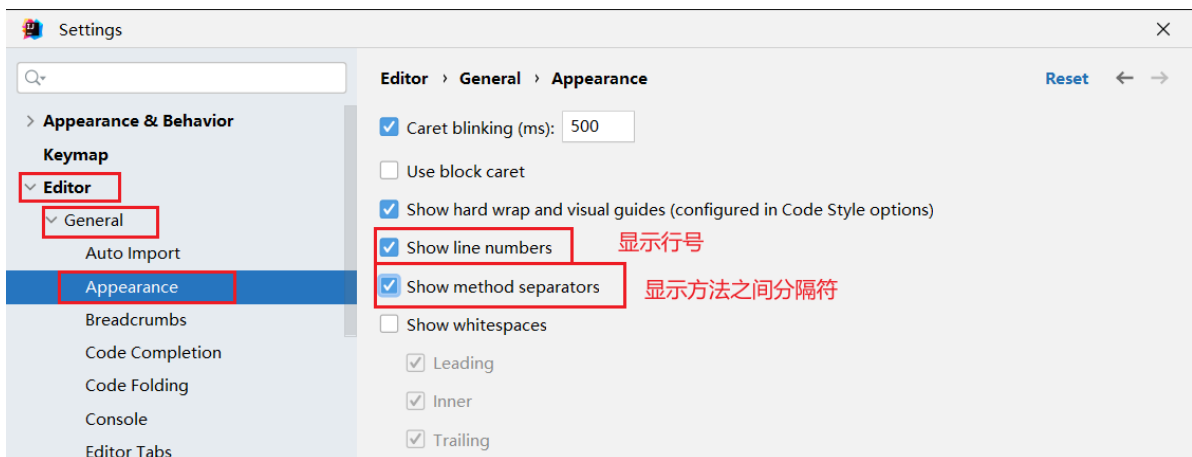 Settings
Appearance & Behavior
Keymap
Editor
General
Auto Import
Appearance
Breadcrumbs
Code Completion
Code Folding
Console
Editor Tabs
Editor › General › Appearance
Reset
Caret blinking (ms): 500
Use block caret
Show hard wrap and visual guides (configured in Code Style options)
Show line numbers 显示行号
Show method separators 显示方法之间分隔符
Show whitespaces
Leading
Inner
Trailing